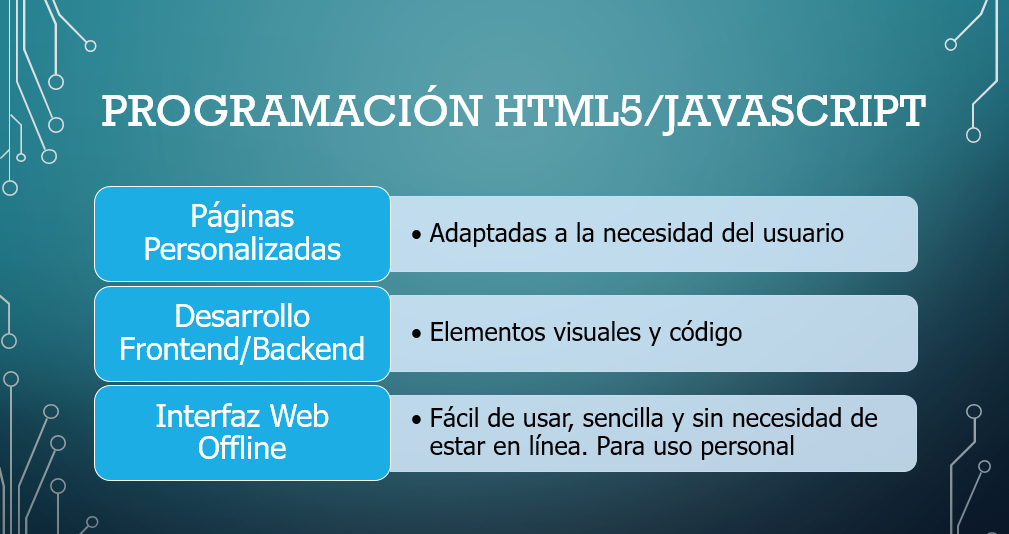 PROGRAMACIÓN HTML5/JAVASCRIPT
Páginas
Personalizadas
• Adaptadas a la necesidad del usuario
Desarrollo
Frontend/Backend
• Elementos visuales y código
Interfaz Web
Offline
• Fácil de usar, sencilla y sin necesidad de
estar en línea. Para uso personal